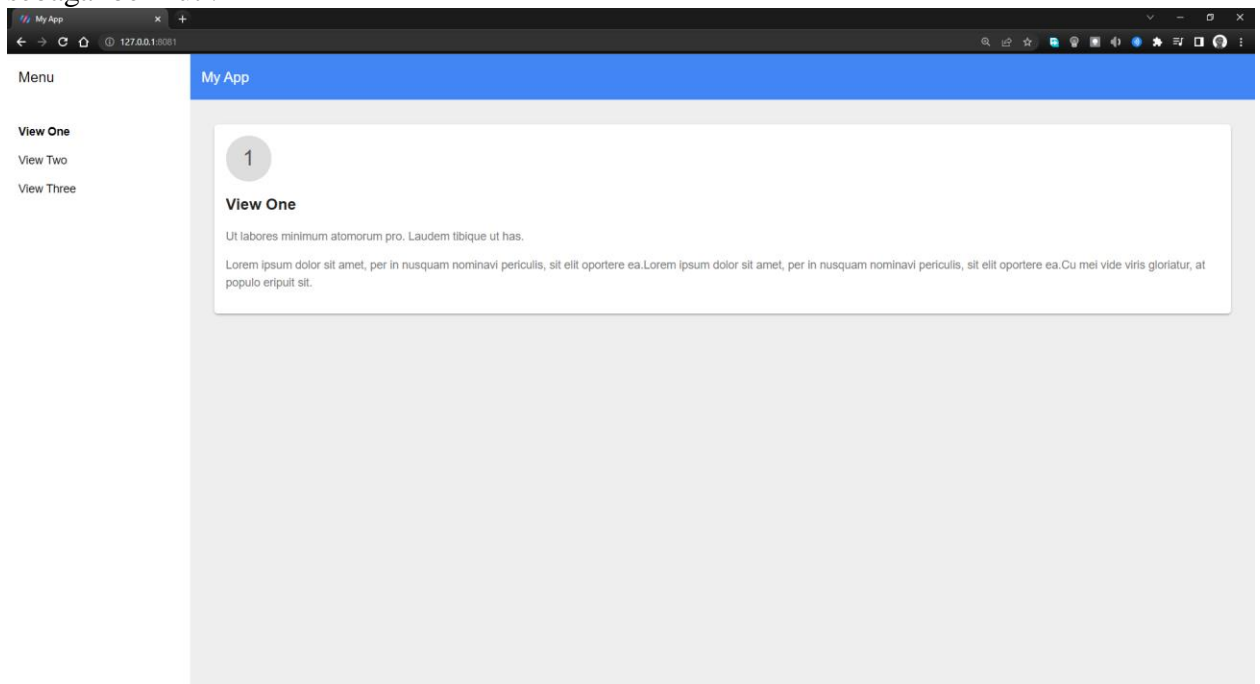 My App
127.0.0.1:8081
Menu
My App
View One
View Two
View Three
1
View One
Ut labores minimum atomorum pro. Laudem tibique ut has.
Lorem ipsum dolor sit amet, per in nusquam nominavi periculis, sit elit oportere ea.Lorem ipsum dolor sit amet, per in nusquam nominavi periculis, sit elit oportere ea.Cu mei vide viris gloriatur, at
populo eripuit sit.